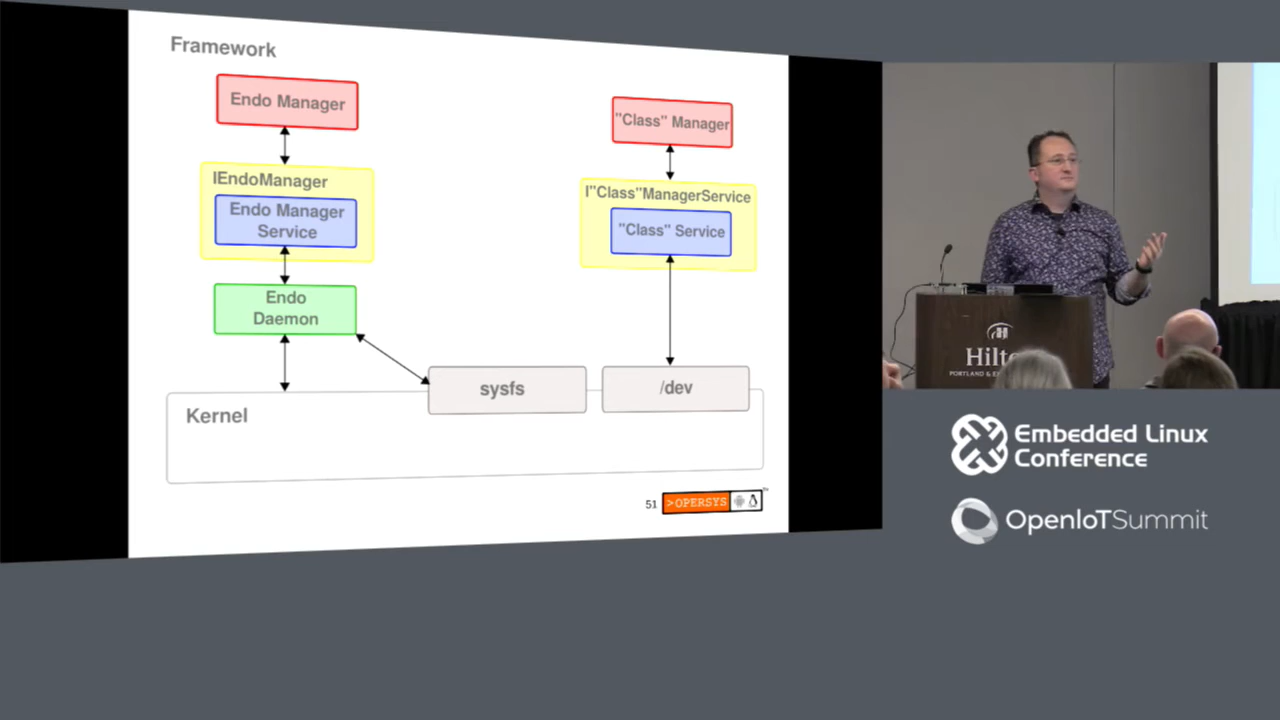 Framework
Endo Manager
IEndoManager
Endo Manager
Service
Endo
Daemon
"Class" Manager
I"Class"ManagerService
"Class" Service
sysfs
/dev
Kernel
51
>OPERSYS
Embedded Linux
Conference
OpenIoTSummit